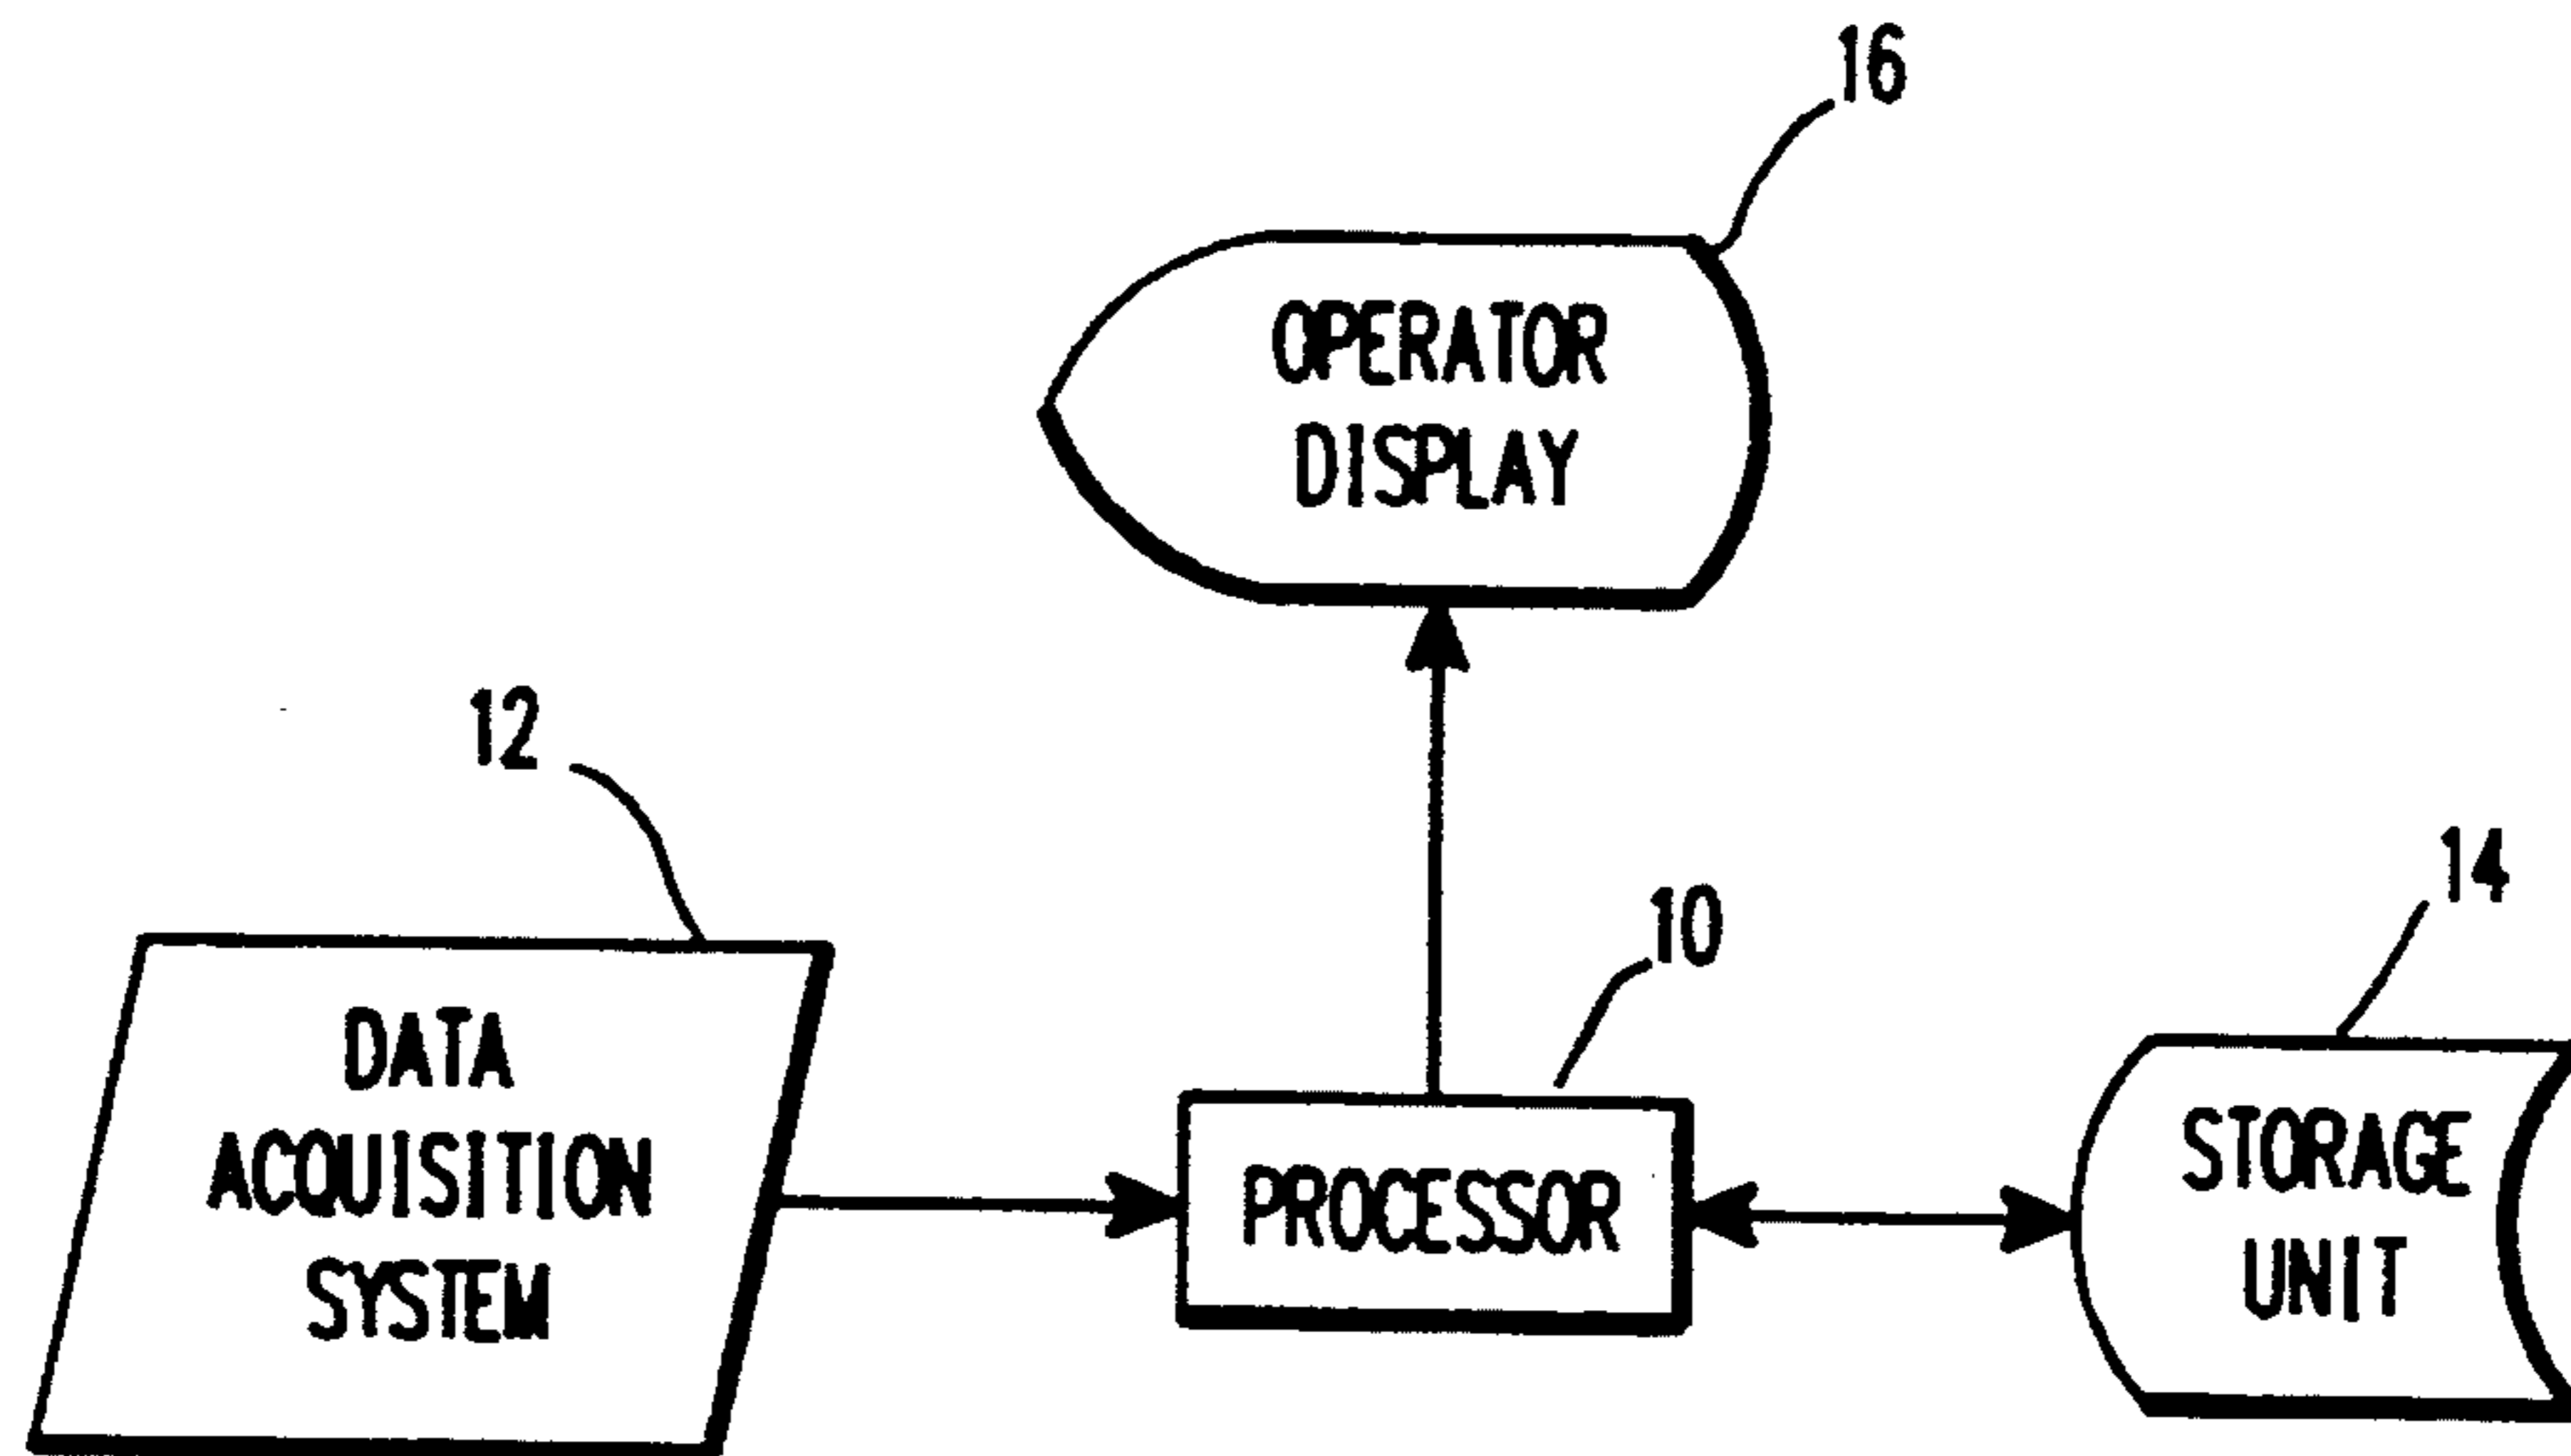 16
OPERATOR
DISPLAY
12
14
10
DATA
ACQUISITION
SYSTEM
PROCESSOR
STORAGE
UNIT